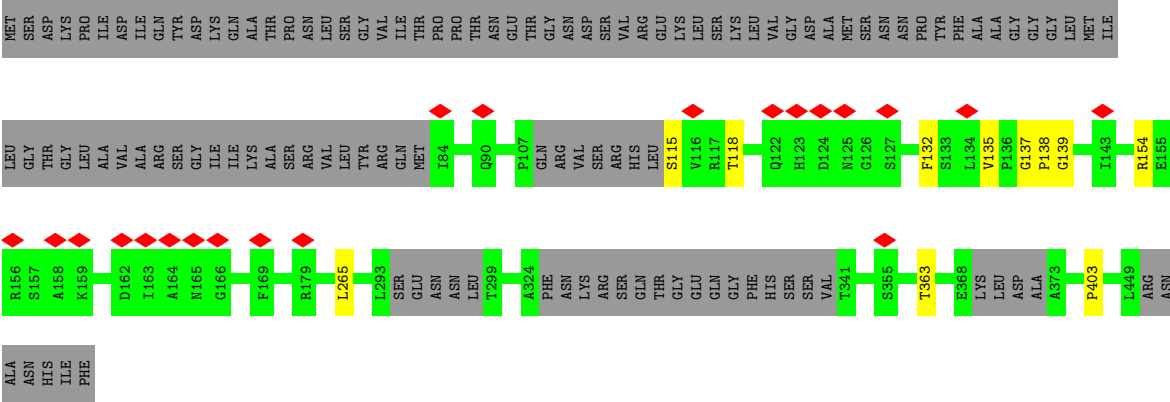 MET SER ASP LYS PRO ILE ASP ILE ILE GLN TYR ASP LYS GLN ALA THR PRO ASN LEU SER GLY VAL ILE THR PRO PRO THR ASN GLU THR GLY ASN ASP SER VAL ARG GLU LYS LEU SER LYS LEU VAL GLY ASP ALA MET SER ASN ASN PRO TYR PHE ALA ALA GLY GLY GLY LEU MET ILE
LEU GLY THR GLY LEU ALA VAL ALA ARG SER GLY ILE ILE LYS ALA SER ARG VAL LEU TYR ARG GLN MET I84 Q90 P107 GLN ARG VAL SER ARG HIS LEU S115 V116 R117 T118 Q122 H123 D124 N125 G126 S127 F132 S133 L134 V135 P136 G137 P138 G139 I143 R154 E155
R156 S157 A158 K159 D162 I163 A164 N165 G166 F169 R179 L265 L293 SER GLU ASN ASN LEU T299 A324 PHE ASN LYS ARG SER GLN THR GLY GLU GLN GLY PHE HIS SER SER VAL T341 S355 T363 E368 LYS LEU ASP ALA A373 P403 L449 ARG ASN
ALA ASN HIS ILE PHE